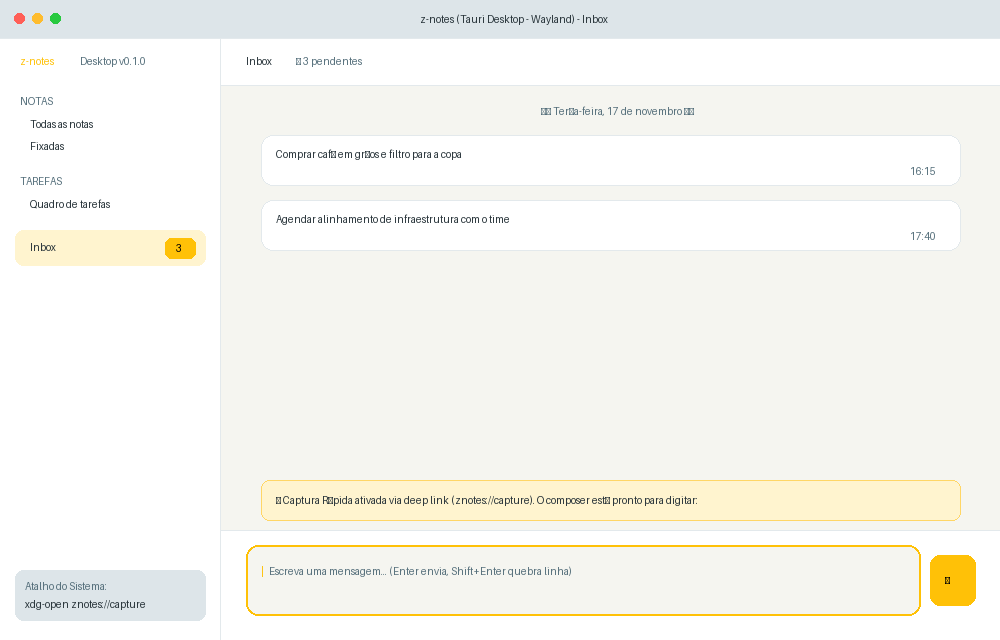 z-notes (Tauri Desktop - Wayland) - Inbox
z-notes Desktop v0.1.0
Inbox ☒ 3 pendentes
NOTAS
Todas as notas
Fixadas
TAREFAS
Quadro de tarefas
Inbox 3
☒☒ Ter☒a-feira, 17 de novembro ☒☒
Comprar caf☒ em gr☒os e filtro para a copa
16:15
Agendar alinhamento de infraestrutura com o time
17:40
☒ Captura R☒pida ativada via deep link (znotes://capture). O composer est☒ pronto para digitar:
Escreva uma mensagem... (Enter envia, Shift+Enter quebra linha)
☒
Atalho do Sistema:
xdg-open znotes://capture